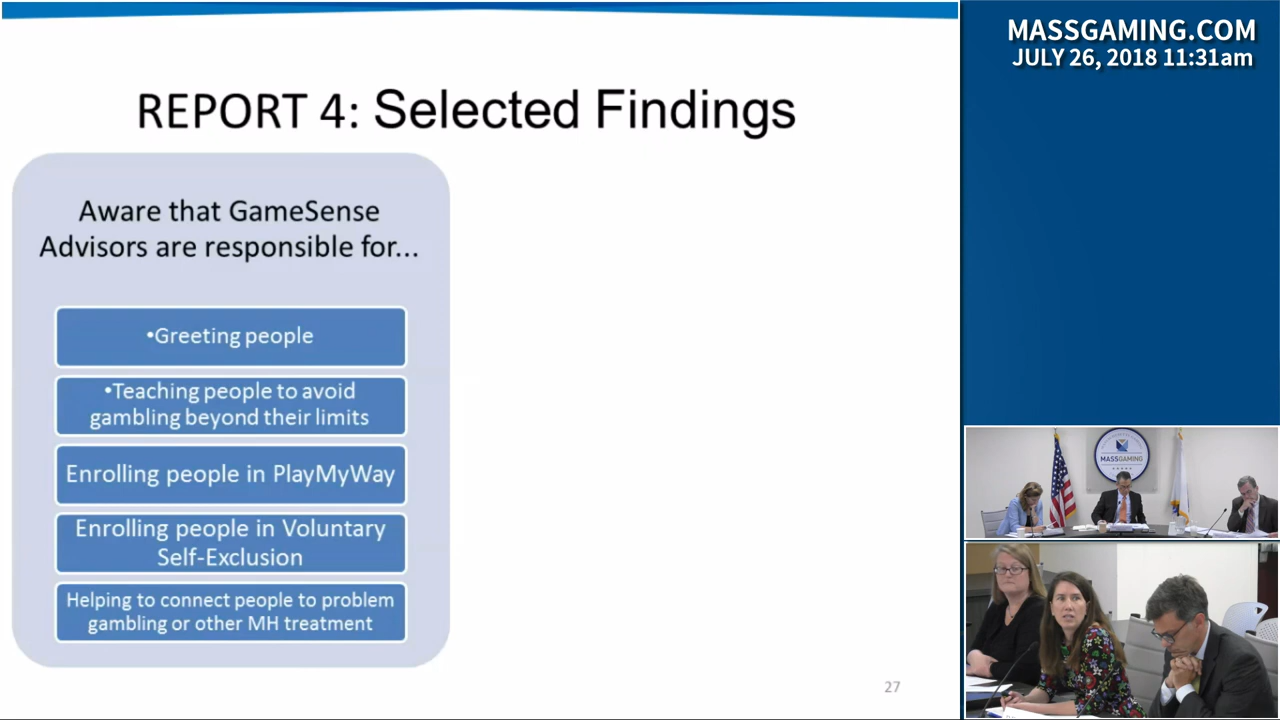 REPORT 4: Selected Findings
Aware that GameSense
Advisors are responsible for...
•Greeting people
•Teaching people to avoid
gambling beyond their limits
Enrolling people in PlayMyWay
Enrolling people in Voluntary
Self-Exclusion
Helping to connect people to problem
gambling or other MH treatment
27
MASSGAMING.COM
JULY 26, 2018 11:31am
MASSGAMING